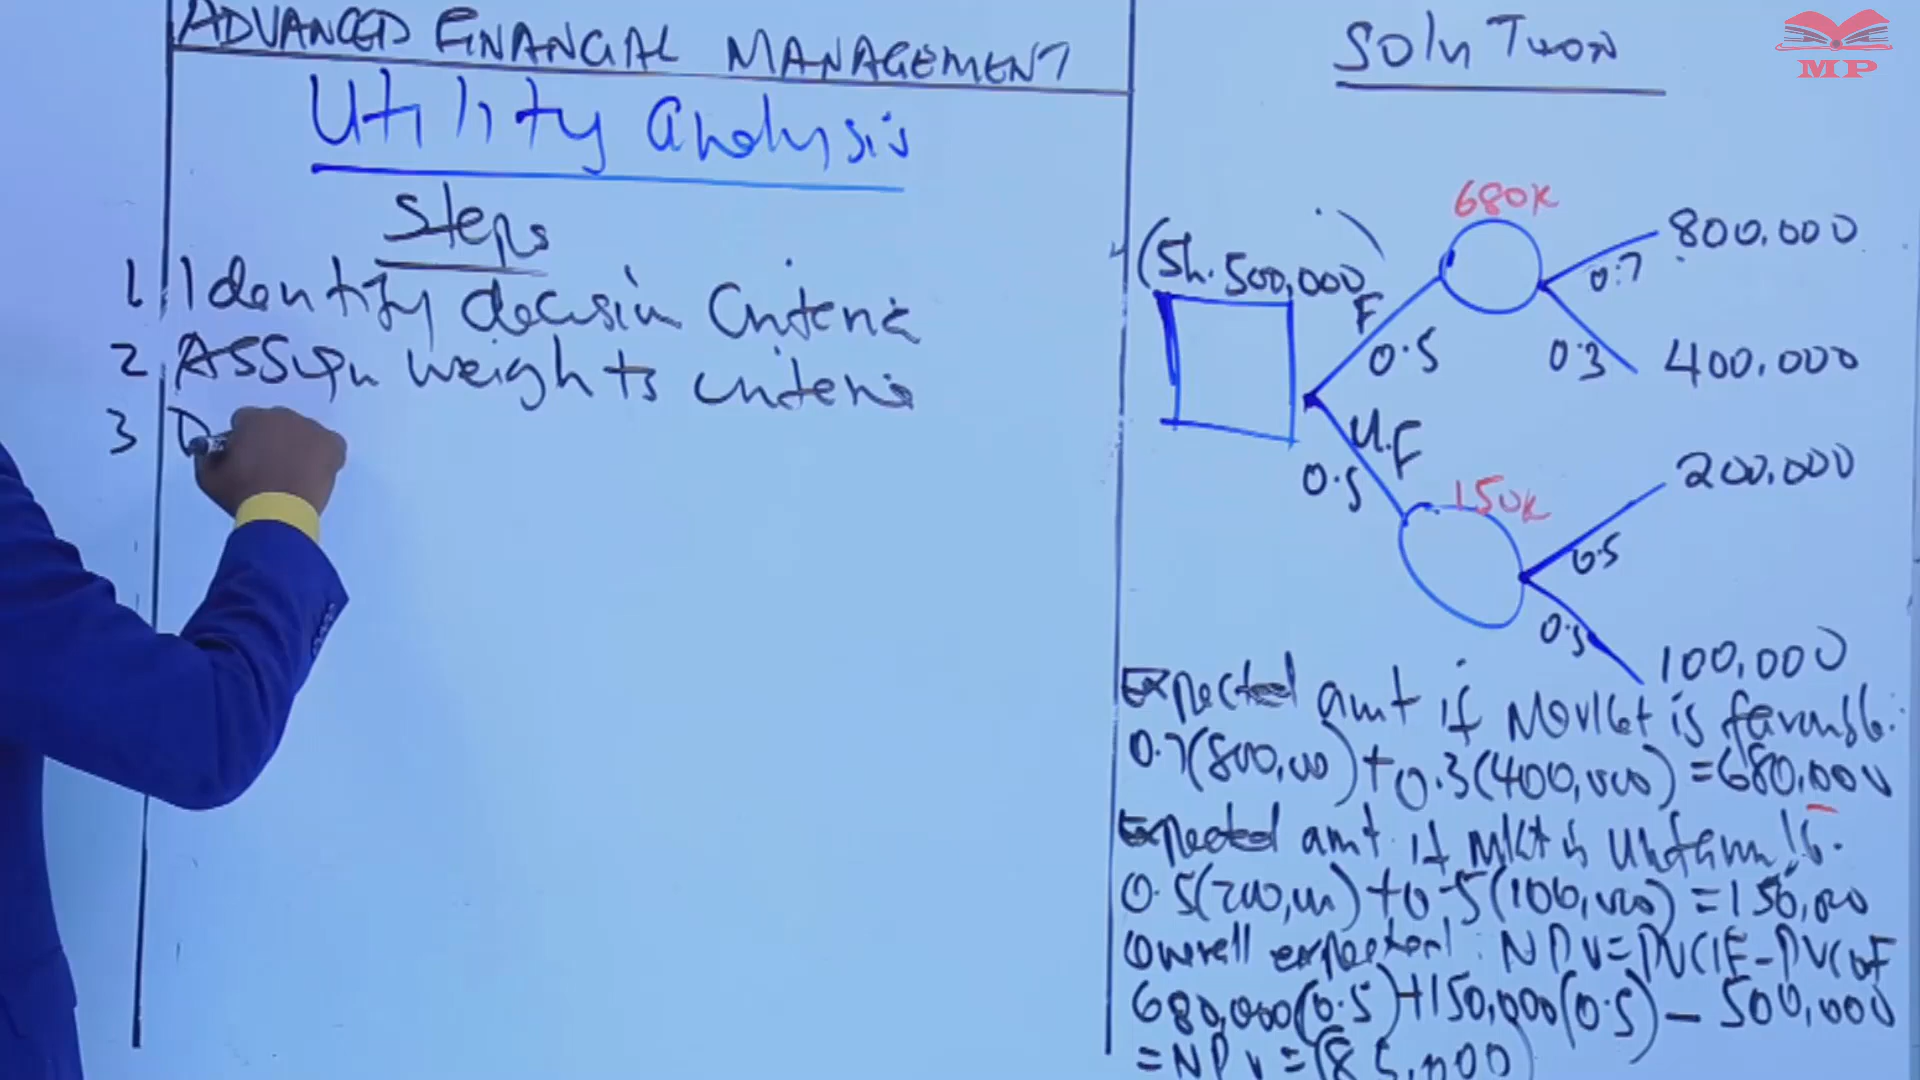 ADVANCED FINANCIAL MANAGEMENT
Utility analysis
Steps
1 Identify decision Criteria
2 Assign weights criteria
3 D
Solution
MP
680K
800,000
0.7
(Sh. 500,000)
F
0.5
0.3
400,000
U.F
0.5
150K
200,000
0.5
0.5
100,000
Expected amt if Market is favourable.
0.7(800,000)+0.3(400,000)=680,000
Expected amt if Mkt is Unfavourable.
0.5(200,000)+0.5(100,000)=150,000
Overall expected: NPV=PVCIF-PVCOF
680,000(0.5)+150,000(0.5)-500,000
=NPV=(85,000)